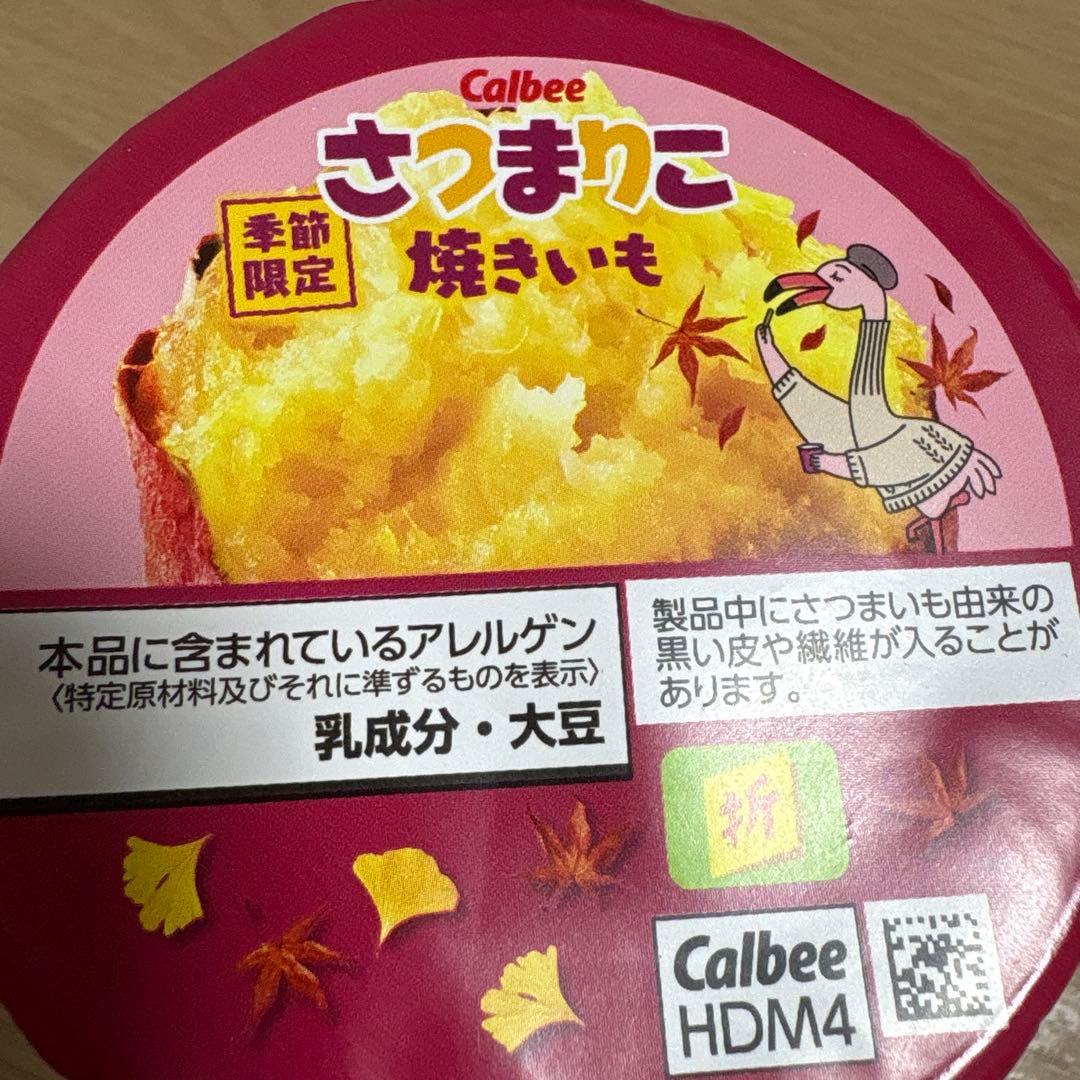 Calbee
さつまりこ
季節
限定
焼きいも
本品に含まれているアレルゲン
〈特定原材料及びそれに準ずるものを表示〉
乳成分・大豆
製品中にさつまいも由来の
黒い皮や繊維が入ることが
あります。
折
Calbee
HDM4